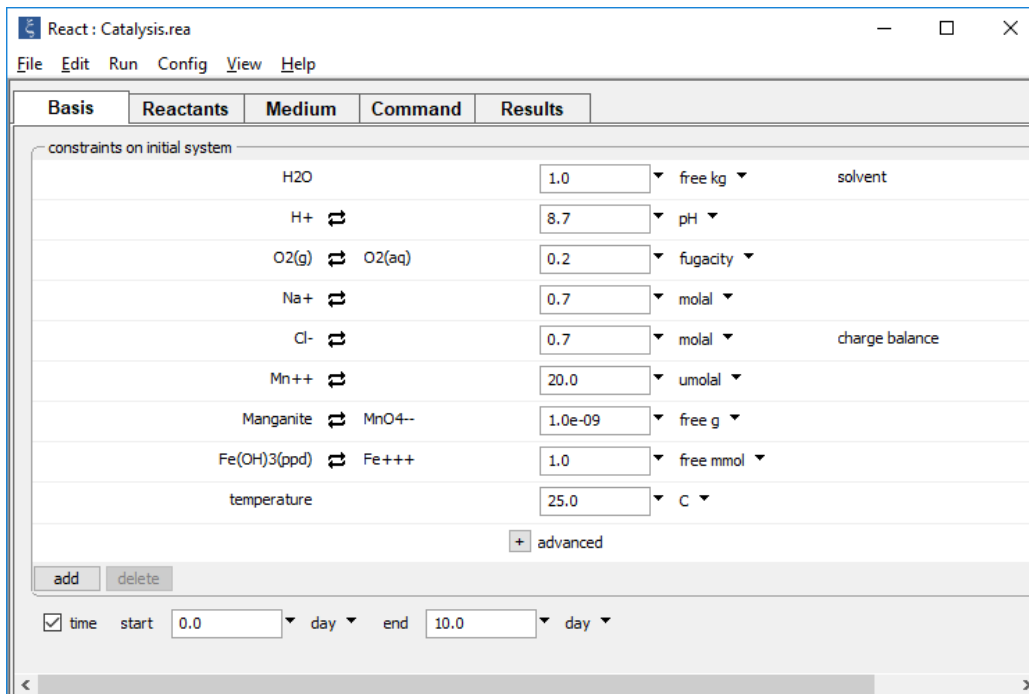 React : Catalysis.rea
File Edit Run Config View Help
Basis Reactants Medium Command Results
constraints on initial system
H2O 1.0 free kg solvent
H+ 8.7 pH
O2(g) O2(aq) 0.2 fugacity
Na+ 0.7 molal
Cl- 0.7 molal charge balance
Mn++ 20.0 umolal
Manganite MnO4-- 1.0e-09 free g
Fe(OH)3(ppd) Fe+++ 1.0 free mmol
temperature 25.0 C
+ advanced
add delete
time start 0.0 day end 10.0 day